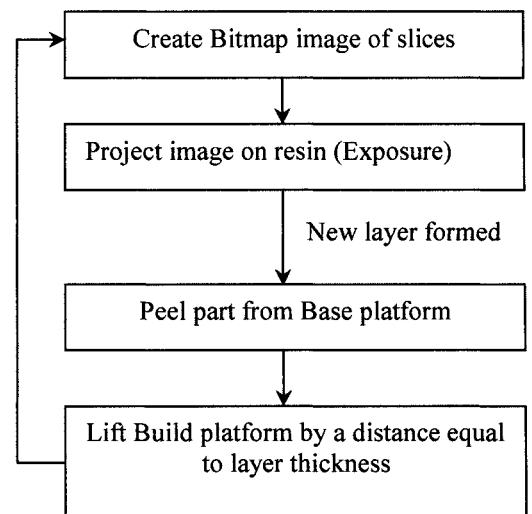 Create Bitmap image of slices
Project image on resin (Exposure)
New layer formed
Peel part from Base platform
Lift Build platform by a distance equal
to layer thickness